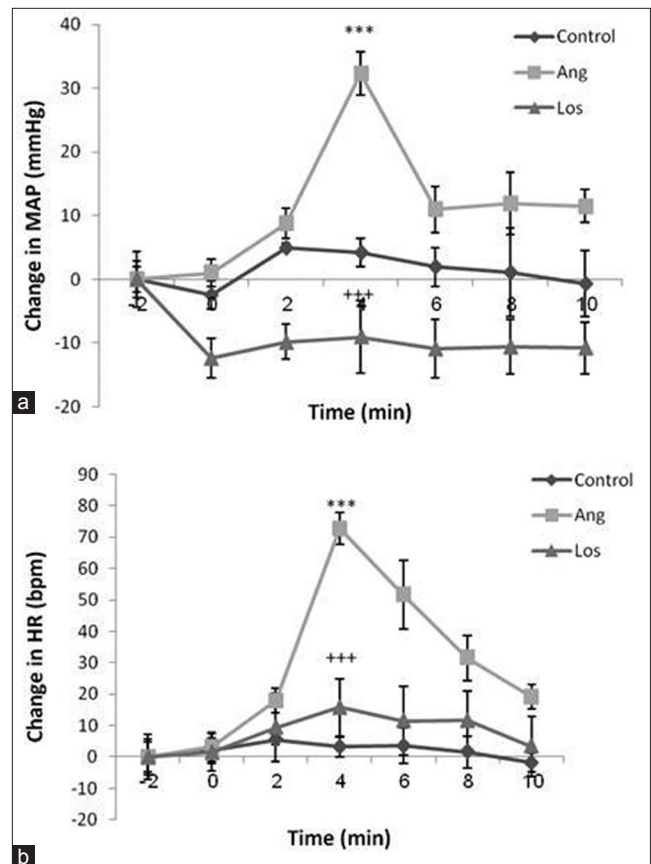 40
30
20
10
0
-10
-20
Change in MAP (mmHg)
***
+++
Control
Ang
Los
-2 0 2 4 6 8 10
Time (min)
a
90
80
70
60
50
40
30
20
10
0
-10
-20
Change in HR (bpm)
***
+++
Control
Ang
Los
-2 0 2 4 6 8 10
Time (min)
b